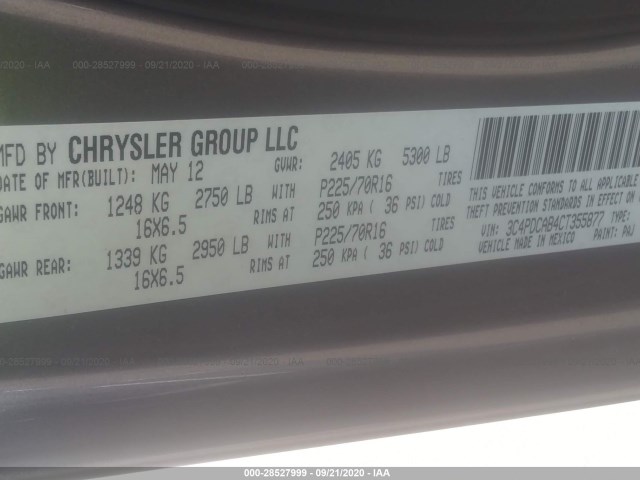 000-28527999 - 09/21/2020 - IAA
MFD BY CHRYSLER GROUP LLC
DATE OF MFR(BUILT): MAY 12 GVWR: 2405 KG 5300 LB
GAWR FRONT: 1248 KG 2750 LB WITH P225/70R16 TIRES
16X6.5 RIMS AT 250 KPA ( 36 PSI) COLD
GAWR REAR: 1339 KG 2950 LB WITH P225/70R16 TIRES
16X6.5 RIMS AT 250 KPA ( 36 PSI) COLD
THIS VEHICLE CONFORMS TO ALL APPLICABLE
THEFT PREVENTION STANDARDS IN EFFECT
VIN: 3C4PDCAB4CT355977
VEHICLE MADE IN MEXICO PAINT: PAJ
000-28527999 - 09/21/2020 - IAA